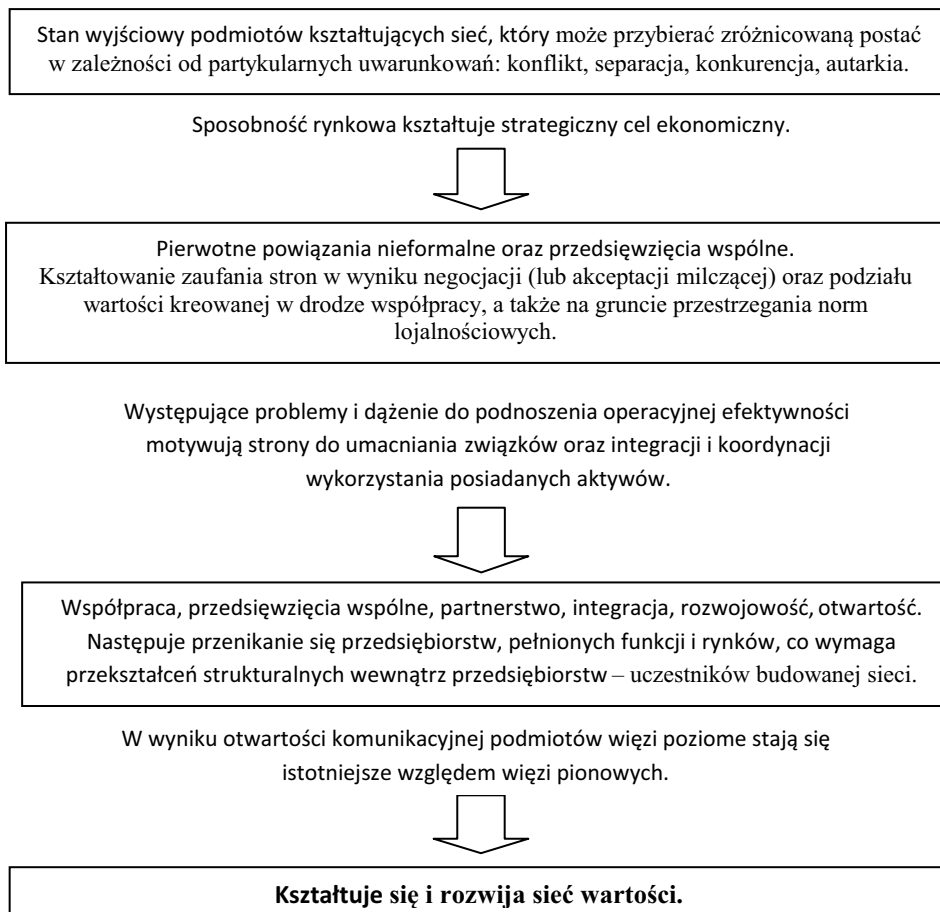 Stan wyjściowy podmiotów kształtujących sieć, który może przybierać zróżnicowaną postać
w zależności od partykularnych uwarunkowań: konflikt, separacja, konkurencja, autarkia.
Sposobność rynkowa kształtuje strategiczny cel ekonomiczny.
Pierwotne powiązania nieformalne oraz przedsięwzięcia wspólne.
Kształtowanie zaufania stron w wyniku negocjacji (lub akceptacji milczącej) oraz podziału
wartości kreowanej w drodze współpracy, a także na gruncie przestrzegania norm
lojalnościowych.
Występujące problemy i dążenie do podnoszenia operacyjnej efektywności
motywują strony do umacniania związków oraz integracji i koordynacji
wykorzystania posiadanych aktywów.
Współpraca, przedsięwzięcia wspólne, partnerstwo, integracja, rozwojowość, otwartość.
Następuje przenikanie się przedsiębiorstw, pełnionych funkcji i rynków, co wymaga
przekształceń strukturalnych wewnątrz przedsiębiorstw – uczestników budowanej sieci.
W wyniku otwartości komunikacyjnej podmiotów więzi poziome stają się
istotniejsze względem więzi pionowych.
Kształtuje się i rozwija sieć wartości.